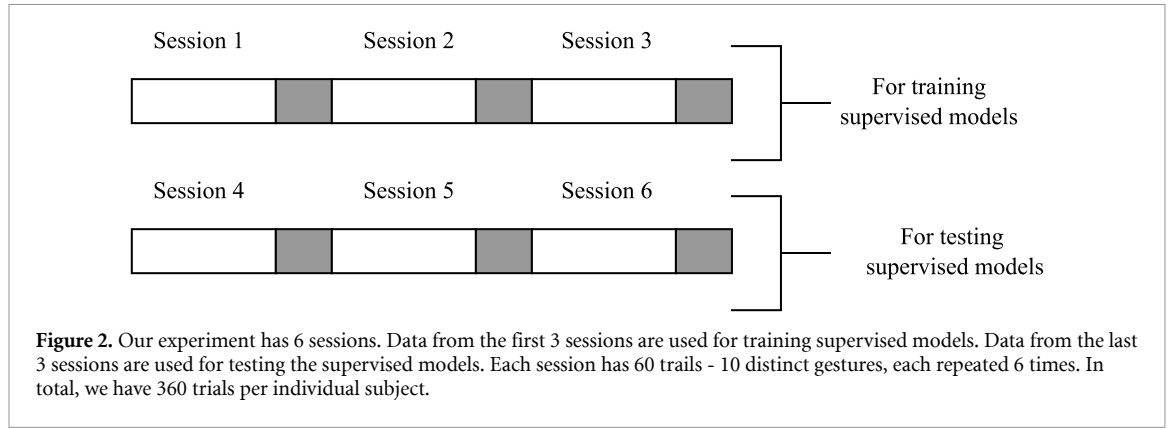 Session 1 Session 2 Session 3
For training
supervised models
Session 4 Session 5 Session 6
For testing
supervised models
Figure 2. Our experiment has 6 sessions. Data from the first 3 sessions are used for training supervised models. Data from the last
3 sessions are used for testing the supervised models. Each session has 60 trails - 10 distinct gestures, each repeated 6 times. In
total, we have 360 trials per individual subject.